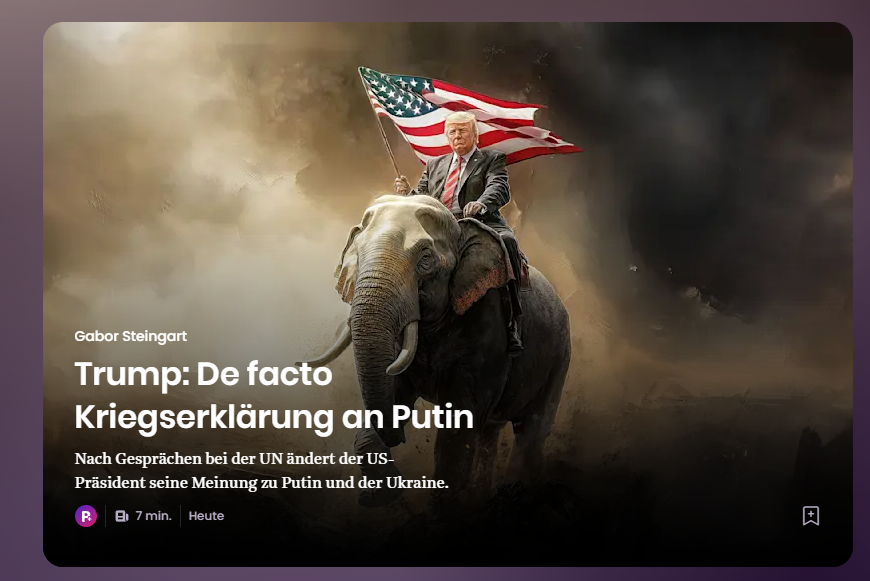 Gabor Steingart
Trump: De facto
Kriegserklärung an Putin
Nach Gesprächen bei der UN ändert der US-
Präsident seine Meinung zu Putin und der Ukraine.
7 min. Heute